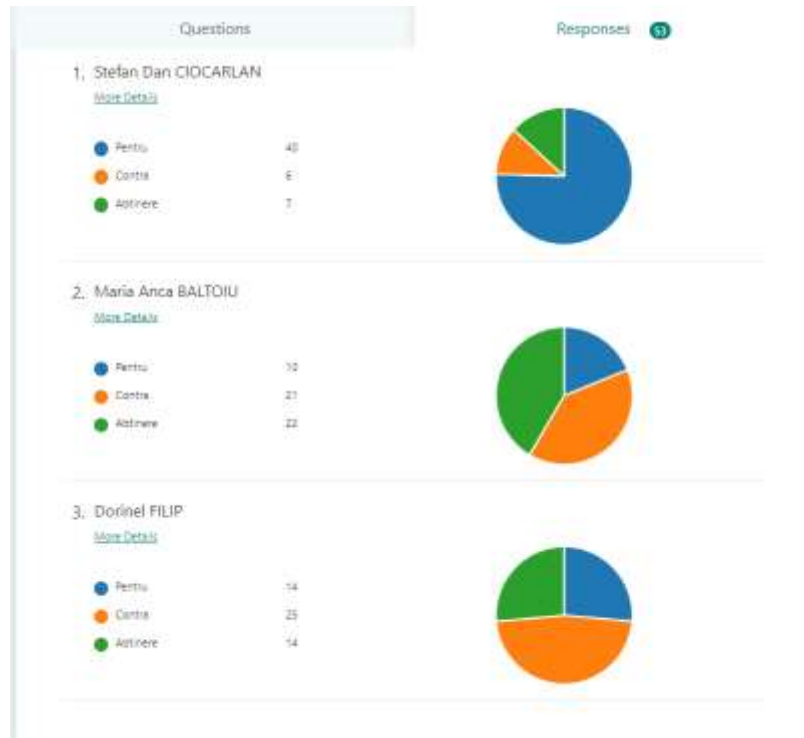 Questions
Responses 53
1. Stefan Dan CIOCARLAN
More Details
Pentru 40
Contra 6
Abtinere 7
2. Maria Anca BALTOIU
More Details
Pentru 10
Contra 21
Abtinere 22
3. Dorinel FILIP
More Details
Pentru 14
Contra 25
Abtinere 14